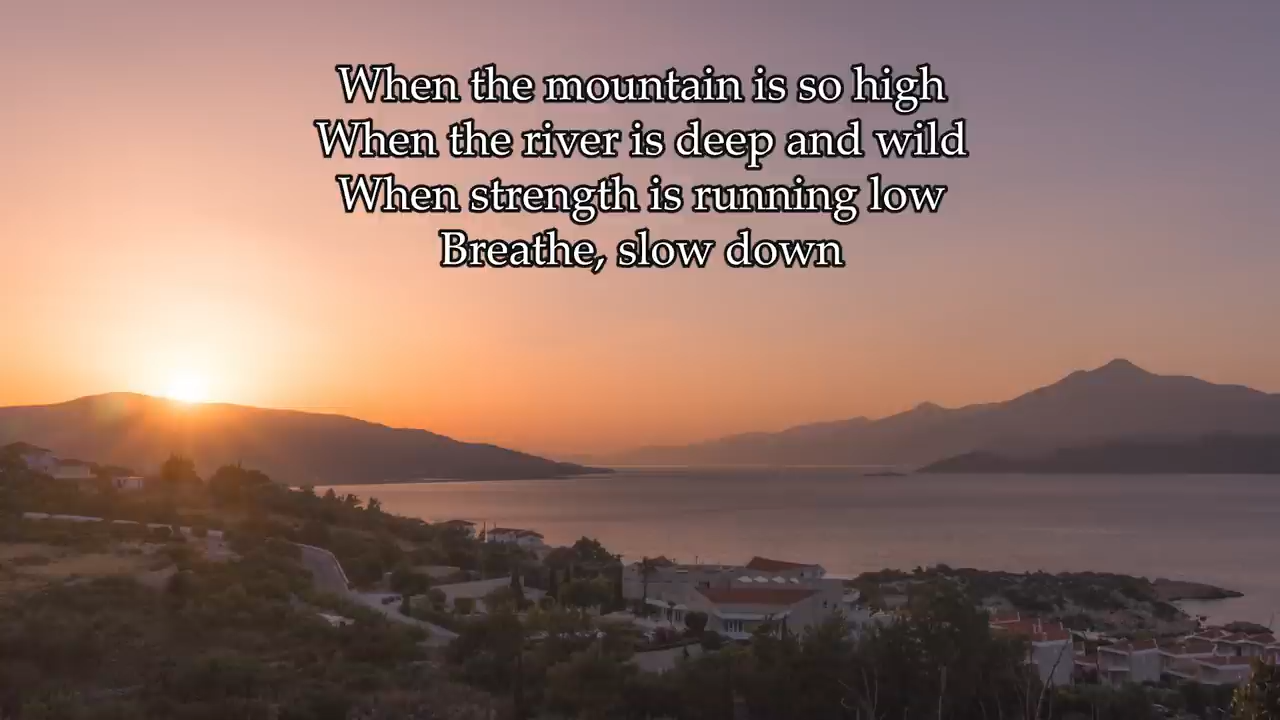 When the mountain is so high
When the river is deep and wild
When strength is running low
Breathe, slow down